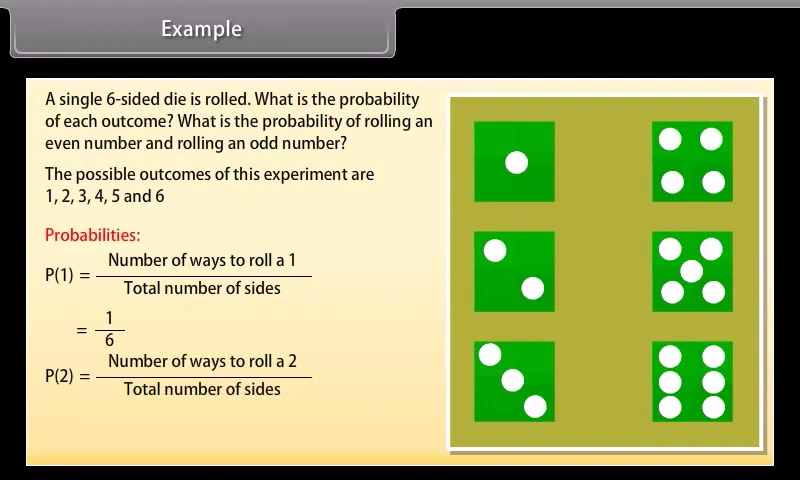 Example
A single 6-sided die is rolled. What is the probability
of each outcome? What is the probability of rolling an
even number and rolling an odd number?
The possible outcomes of this experiment are
1, 2, 3, 4, 5 and 6
Probabilities:
P(1) = Number of ways to roll a 1
Total number of sides
= 1
6
P(2) = Number of ways to roll a 2
Total number of sides